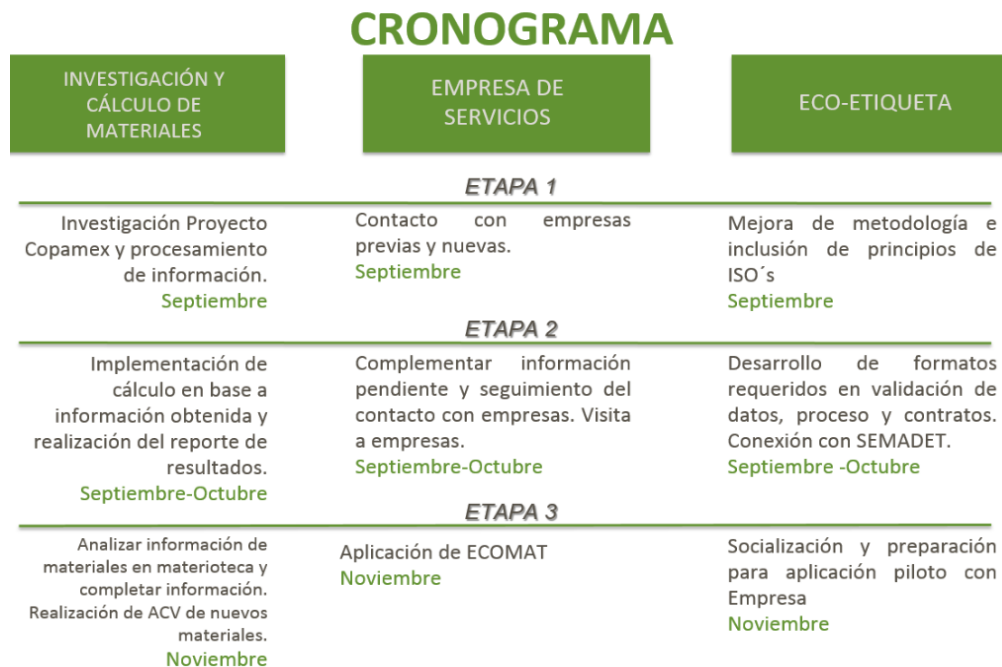 CRONOGRAMA
INVESTIGACIÓN Y
CÁLCULO DE
MATERIALES
EMPRESA DE
SERVICIOS
ECO-ETIQUETA
ETAPA 1
Investigación Proyecto
Copamex y procesamiento
de información.
Septiembre
Contacto con empresas
previas y nuevas.
Septiembre
Mejora de metodología e
inclusión de principios de
ISO´s
Septiembre
ETAPA 2
Implementación de
cálculo en base a
información obtenida y
realización del reporte de
resultados.
Septiembre-Octubre
Complementar información
pendiente y seguimiento del
contacto con empresas. Visita
a empresas.
Septiembre-Octubre
Desarrollo de formatos
requeridos en validación de
datos, proceso y contratos.
Conexión con SEMADET.
Septiembre -Octubre
ETAPA 3
Analizar información de
materiales en materioteca y
completar información.
Realización de ACV de nuevos
materiales.
Noviembre
Aplicación de ECOMAT
Noviembre
Socialización y preparación
para aplicación piloto con
Empresa
Noviembre